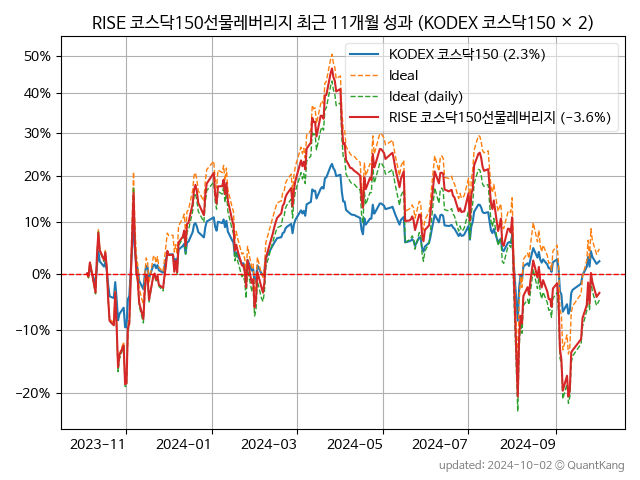 RISE 코스닥150선물레버리지 최근 11개월 성과 (KODEX 코스닥150 × 2)
KODEX 코스닥150 (2.3%)
Ideal
Ideal (daily)
RISE 코스닥150선물레버리지 (−3.6%)
50%
40%
30%
20%
10%
0%
−10%
−20%
2023-11 2024-01 2024-03 2024-05 2024-07 2024-09
updated: 2024-10-02 © QuantKang